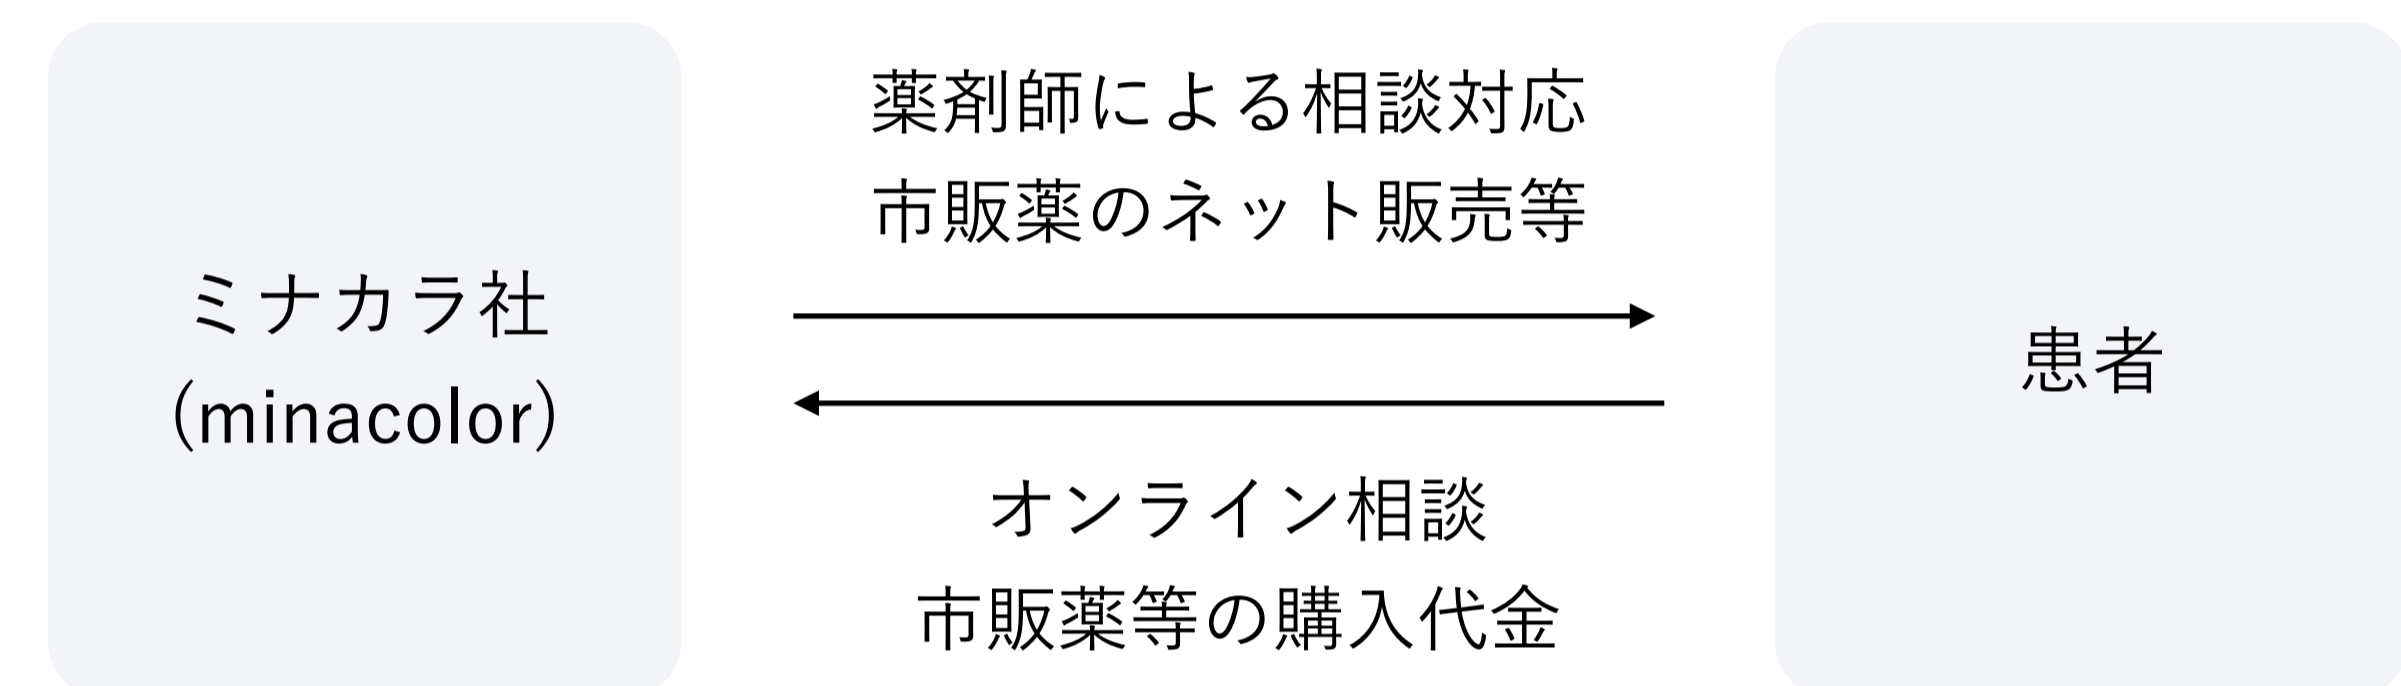 ミナカラ社
(minacolor)
薬剤師による相談対応
市販薬のネット販売等
オンライン相談
市販薬等の購入代金
患者